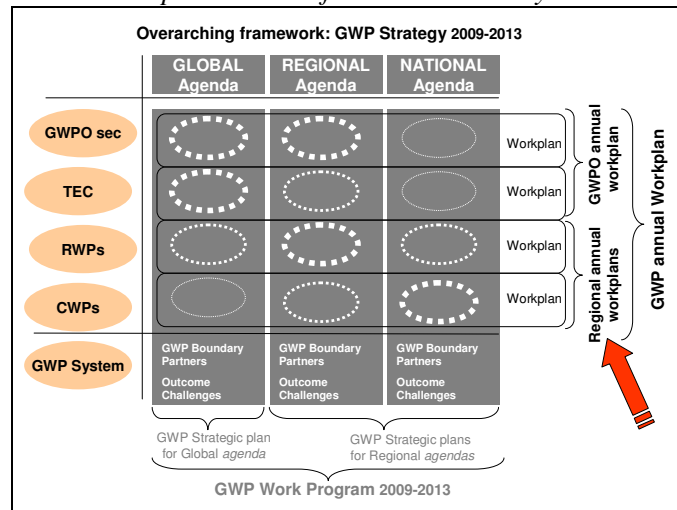 Overarching framework: GWP Strategy 2009-2013
GLOBAL
Agenda
REGIONAL
Agenda
NATIONAL
Agenda
GWPO sec
Workplan
TEC
Workplan
RWPs
Workplan
CWPs
Workplan
GWPO annual
workplan
Regional annual
workplans
GWP annual Workplan
GWP System
GWP Boundary
Partners
Outcome
Challenges
GWP Boundary
Partners
Outcome
Challenges
GWP Boundary
Partners
Outcome
Challenges
GWP Strategic plan
for Global agenda
GWP Strategic plans
for Regional agendas
GWP Work Program 2009-2013